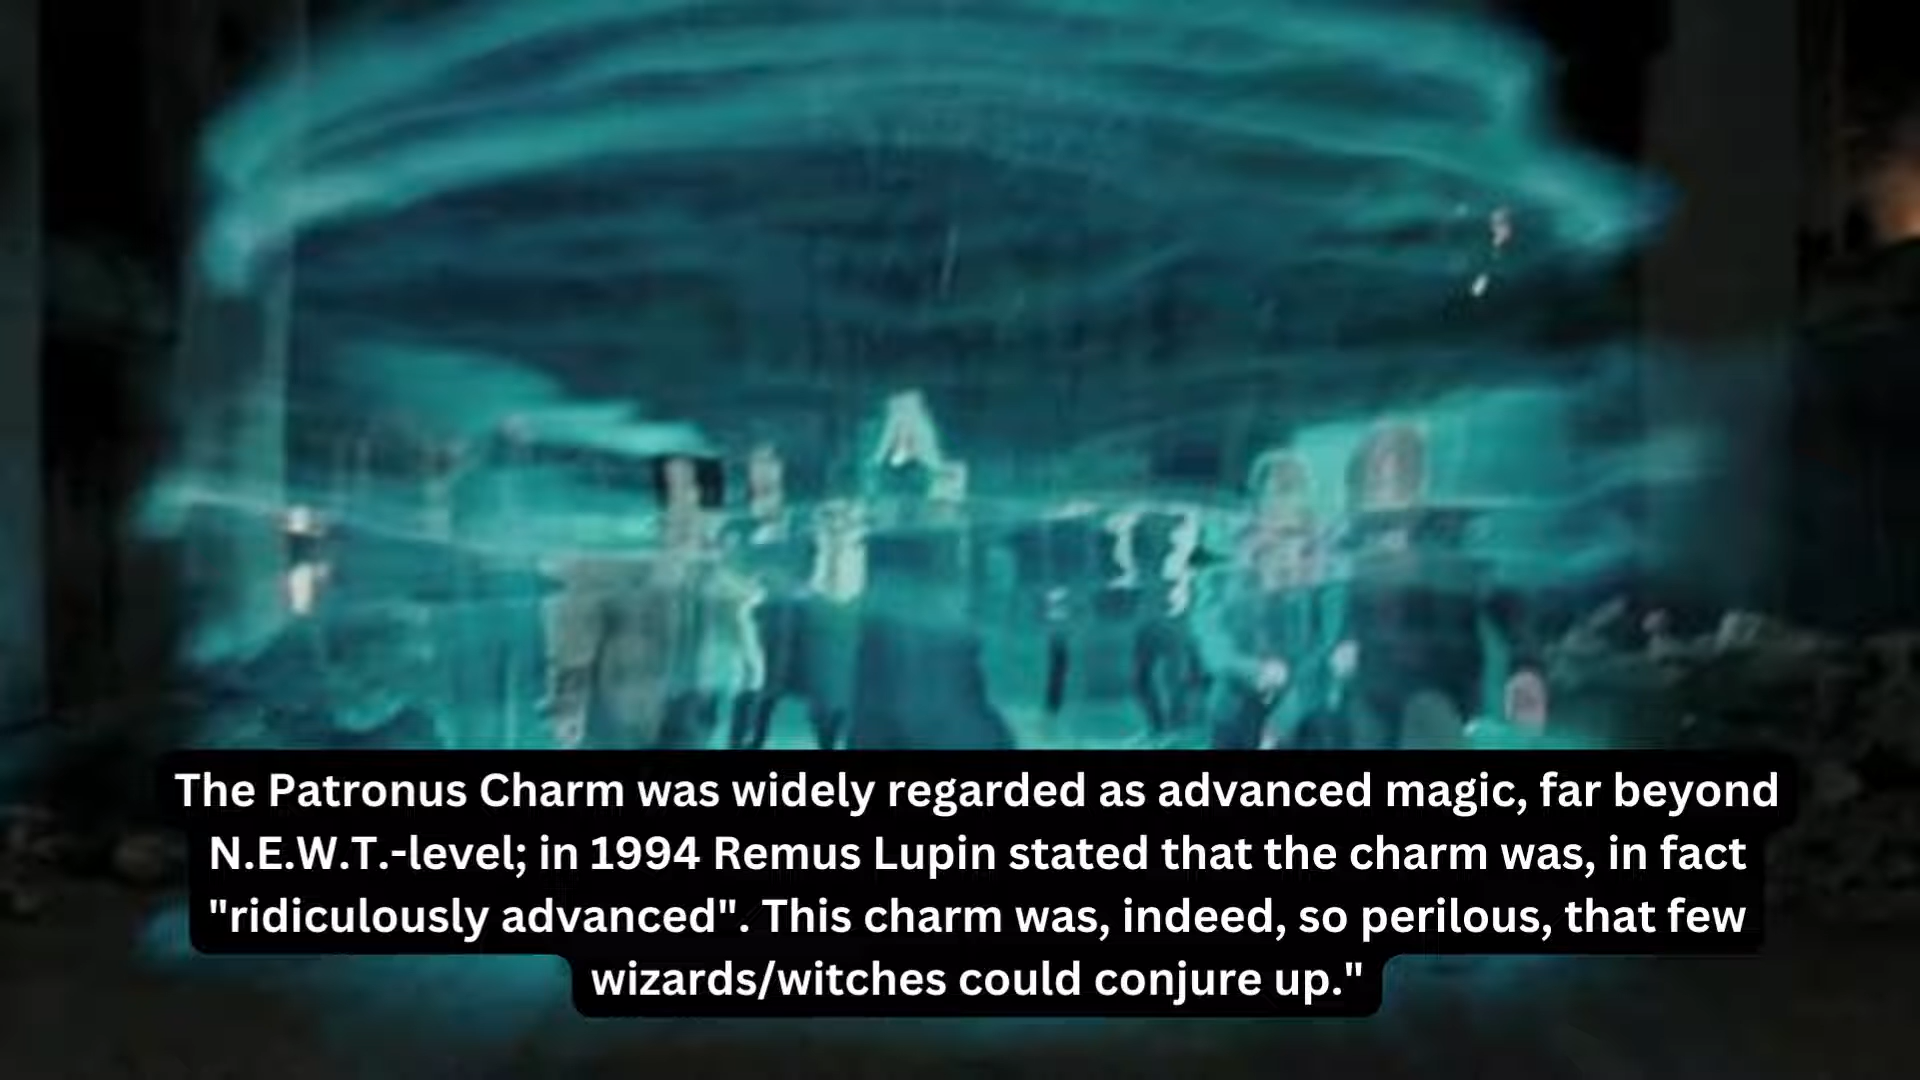 The Patronus Charm was widely regarded as advanced magic, far beyond
N.E.W.T.-level; in 1994 Remus Lupin stated that the charm was, in fact
"ridiculously advanced". This charm was, indeed, so perilous, that few
wizards/witches could conjure up."